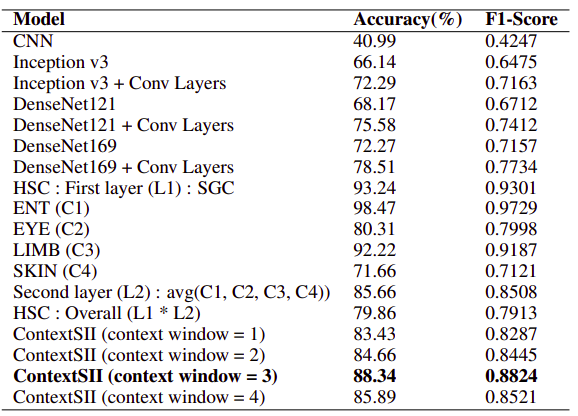 Model Accuracy(%) F1-Score
CNN 40.99 0.4247
Inception v3 66.14 0.6475
Inception v3 + Conv Layers 72.29 0.7163
DenseNet121 68.17 0.6712
DenseNet121 + Conv Layers 75.58 0.7412
DenseNet169 72.27 0.7157
DenseNet169 + Conv Layers 78.51 0.7734
HSC : First layer (L1) : SGC 93.24 0.9301
ENT (C1) 98.47 0.9729
EYE (C2) 80.31 0.7998
LIMB (C3) 92.22 0.9187
SKIN (C4) 71.66 0.7121
Second layer (L2) : avg(C1, C2, C3, C4)) 85.66 0.8508
HSC : Overall (L1 * L2) 79.86 0.7913
ContextSII (context window = 1) 83.43 0.8287
ContextSII (context window = 2) 84.66 0.8445
ContextSII (context window = 3) 88.34 0.8824
ContextSII (context window = 4) 85.89 0.8521